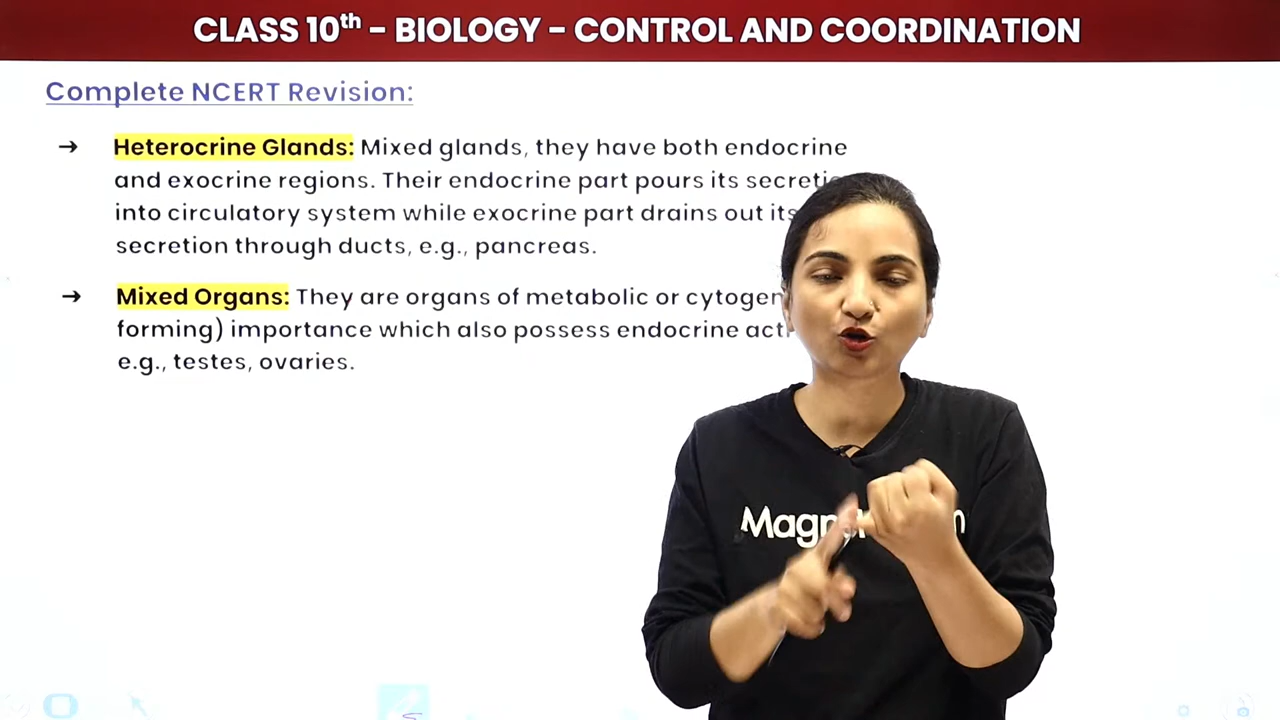 CLASS 10th - BIOLOGY - CONTROL AND COORDINATION
Complete NCERT Revision:
→ Heterocrine Glands: Mixed glands, they have both endocrine
and exocrine regions. Their endocrine part pours its
into circulatory system while exocrine part drains out its
secretion through ducts, e.g., pancreas.
→ Mixed Organs: They are organs of metabolic or
forming) importance which also possess endocrine
e.g., testes, ovaries.